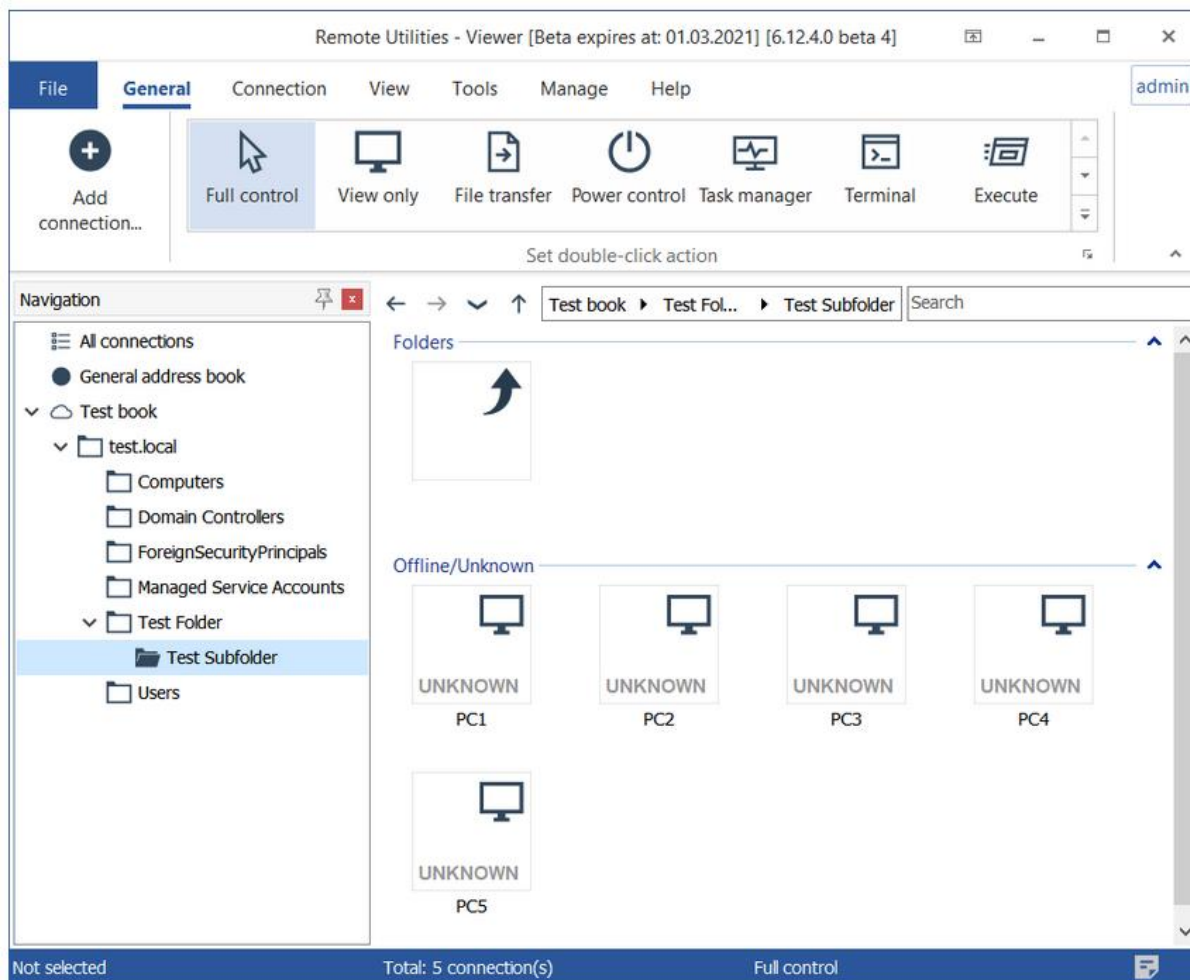 Remote Utilities - Viewer [Beta expires at: 01.03.2021] [6.12.4.0 beta 4]
File General Connection View Tools Manage Help admin
Add connection...
Full control View only File transfer Power control Task manager Terminal Execute
Set double-click action
Navigation
Test book Test Fol... Test Subfolder Search
All connections
General address book
Test book
test.local
Computers
Domain Controllers
ForeignSecurityPrincipals
Managed Service Accounts
Test Folder
Test Subfolder
Users
Folders
Offline/Unknown
UNKNOWN UNKNOWN UNKNOWN UNKNOWN
PC1 PC2 PC3 PC4
UNKNOWN
PC5
Not selected Total: 5 connection(s) Full control